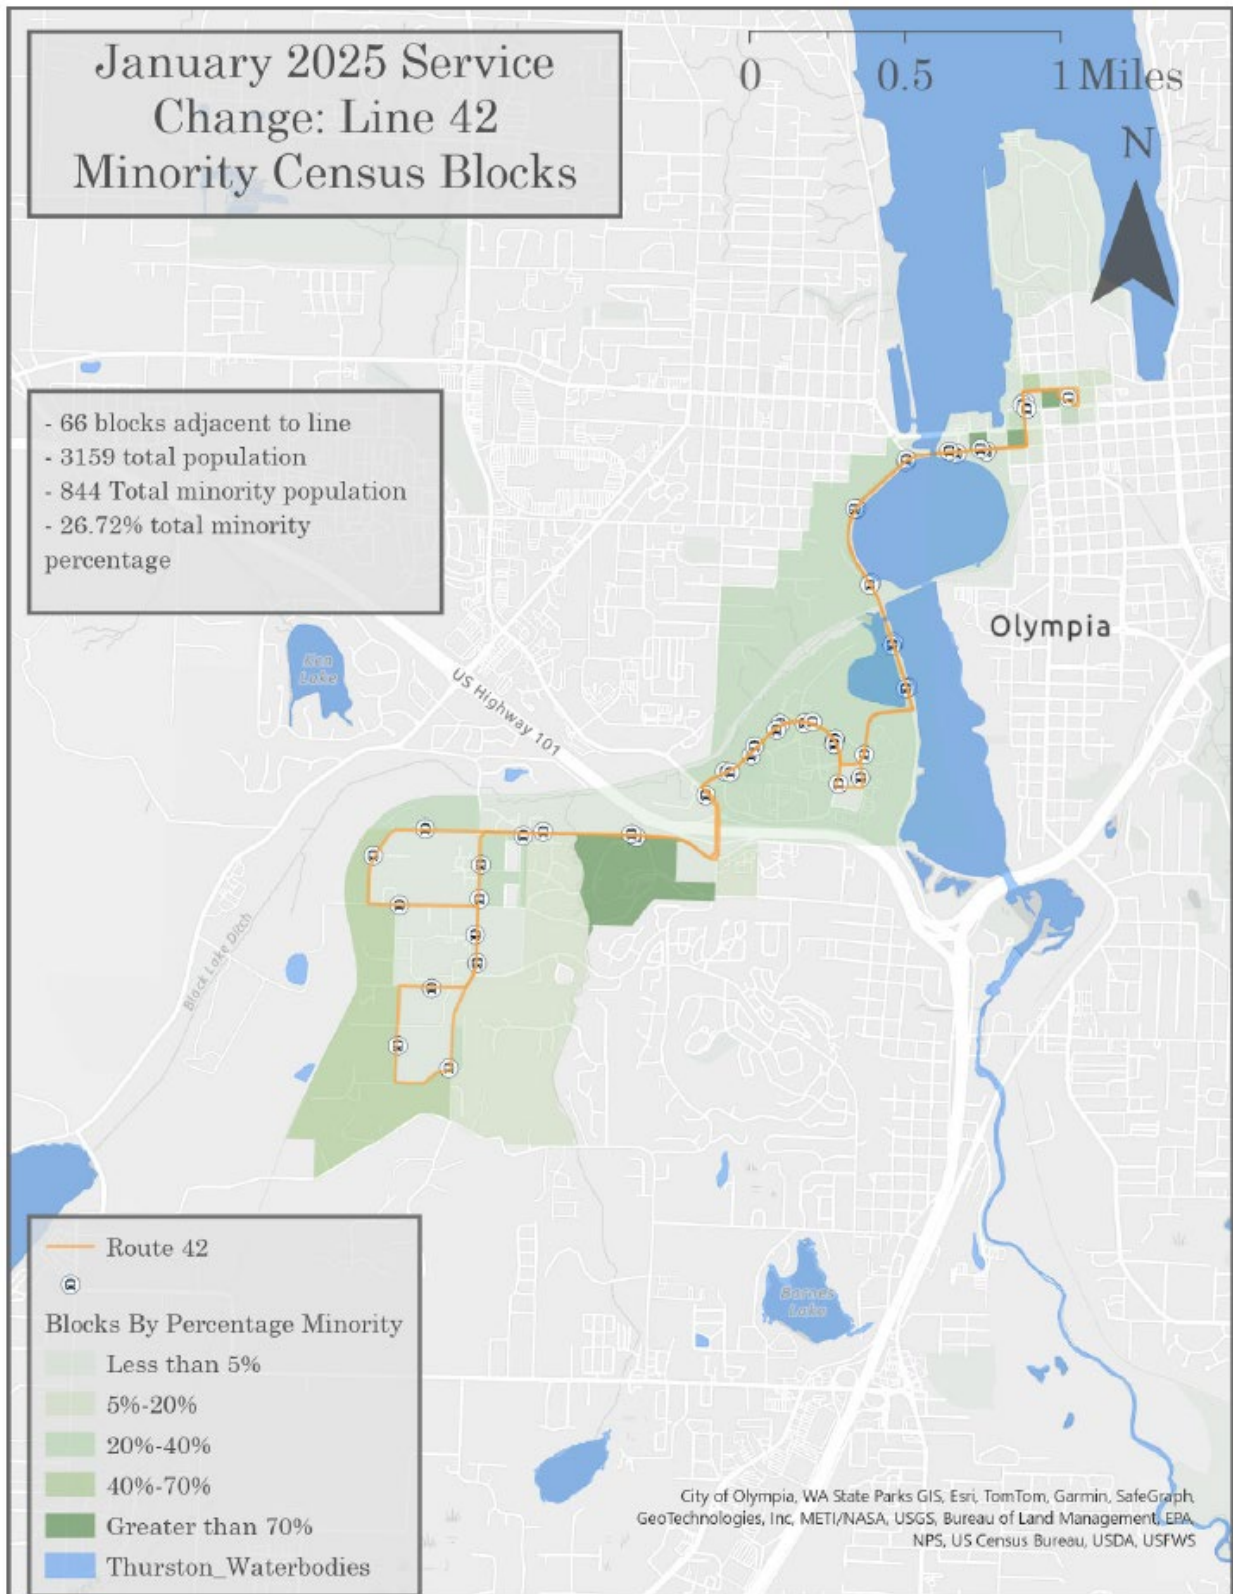 January 2025 Service
Change: Line 42
Minority Census Blocks
0 0.5 1 Miles
N
- 66 blocks adjacent to line
- 3159 total population
- 844 Total minority population
- 26.72% total minority
percentage
Olympia
Ken
Lake
US Highway 101
Black Lake Ditch
Barnes
Lake
Route 42
Blocks By Percentage Minority
Less than 5%
5%-20%
20%-40%
40%-70%
Greater than 70%
Thurston_Waterbodies
City of Olympia, WA State Parks GIS, Esri, TomTom, Garmin, SafeGraph,
GeoTechnologies, Inc, METI/NASA, USGS, Bureau of Land Management, EPA,
NPS, US Census Bureau, USDA, USFWS